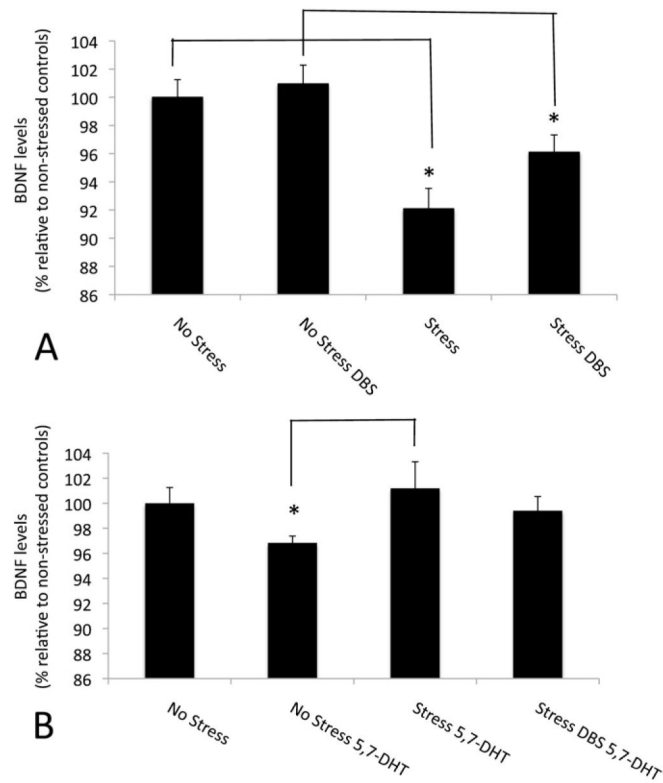 BDNF levels
(% relative to non-stressed controls)
104
102
100
98
96
94
92
90
88
86
*
*
No Stress
No Stress DBS
Stress
Stress DBS
A
BDNF levels
(% relative to non-stressed controls)
104
102
100
98
96
94
92
90
88
86
*
No Stress
No Stress 5,7-DHT
Stress 5,7-DHT
Stress DBS 5,7-DHT
B